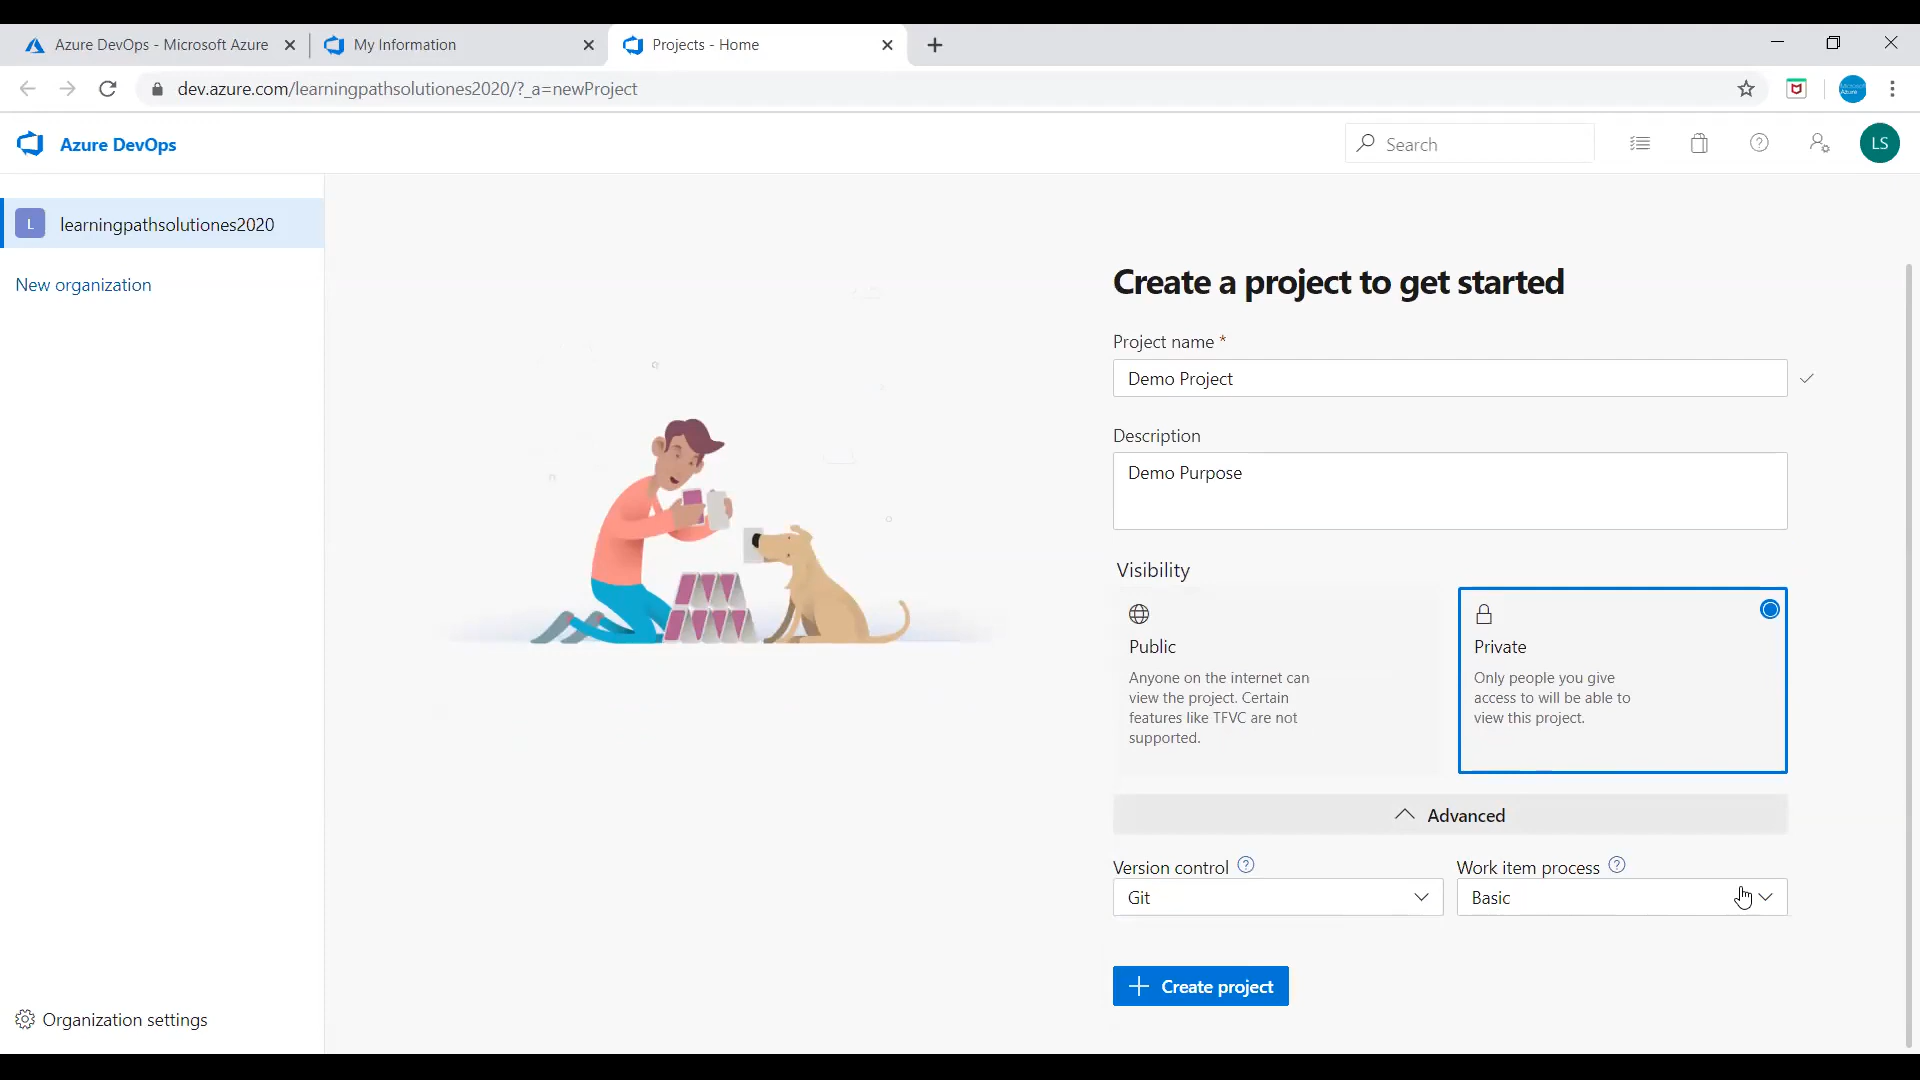 Azure DevOps - Microsoft Azure
My Information
Projects - Home
dev.azure.com/learningpathsolutiones2020/?_a=newProject
Azure DevOps
Search
LS
L
learningpathsolutiones2020
New organization
Create a project to get started
Project name *
Demo Project
Description
Demo Purpose
Visibility
Public
Anyone on the internet can
view the project. Certain
features like TFVC are not
supported.
Private
Only people you give
access to will be able to
view this project.
Advanced
Version control
Work item process
Git
Basic
Create project
Organization settings